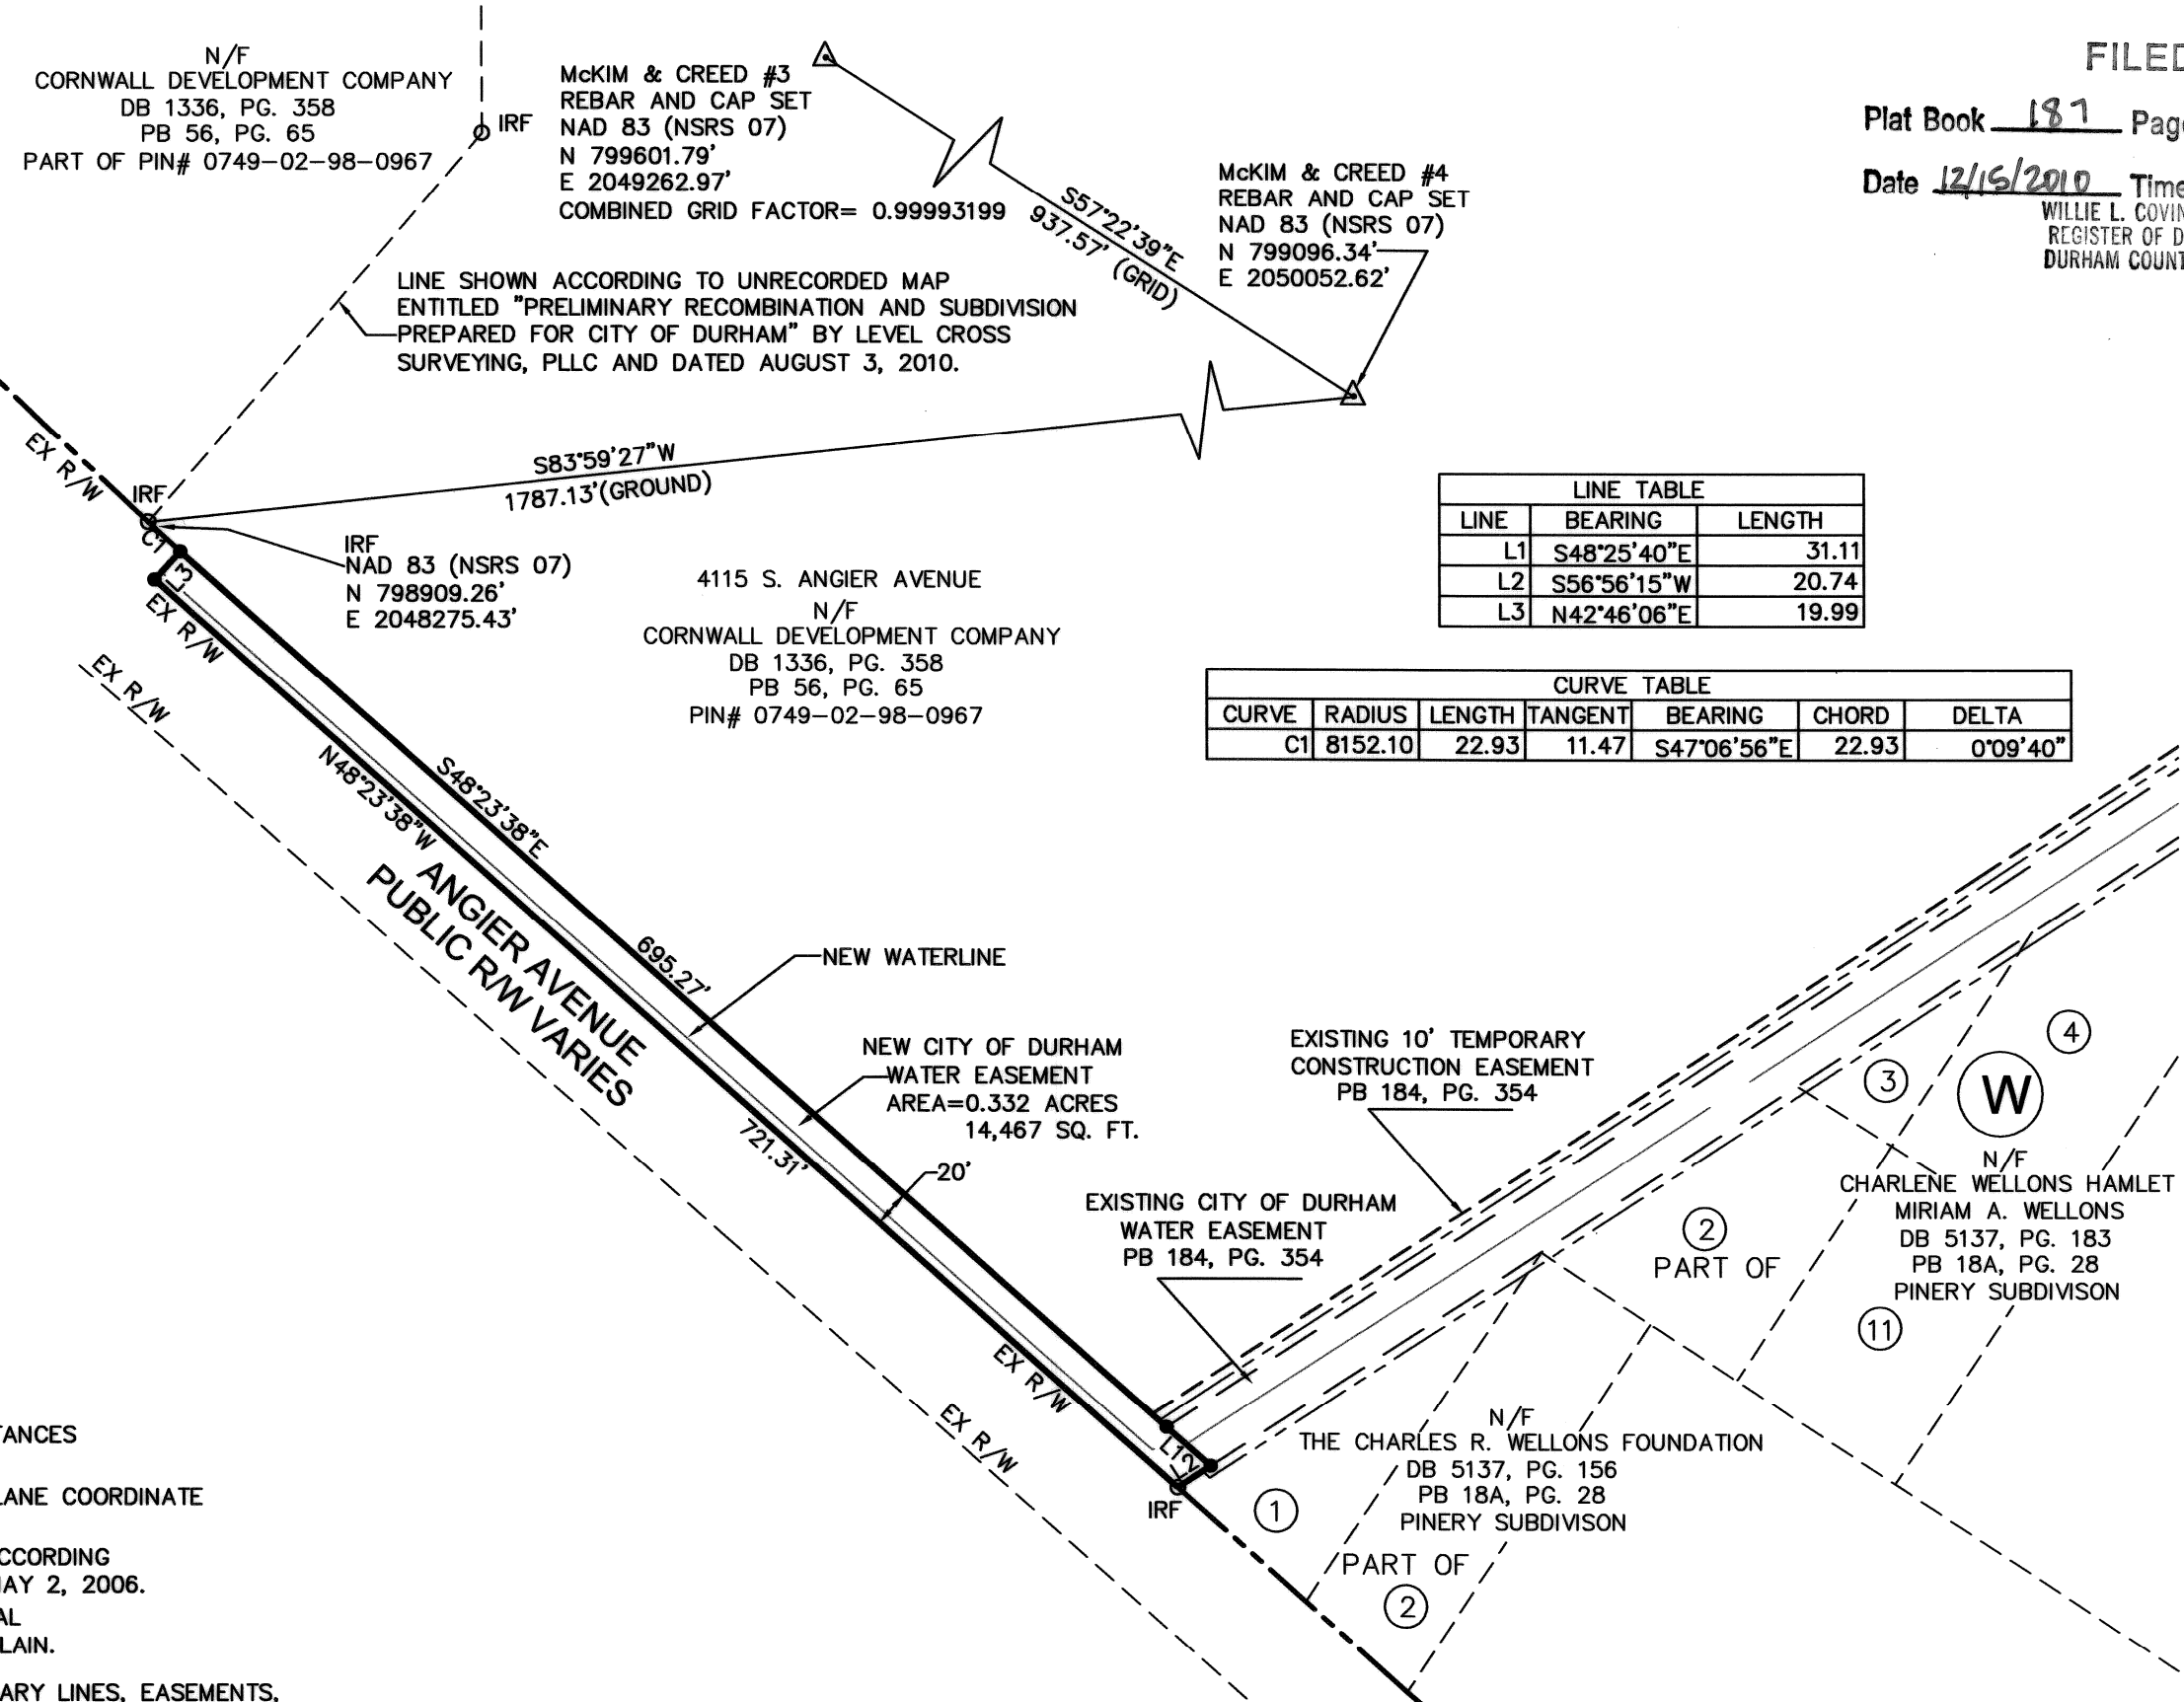 N/F
CORNWALL DEVELOPMENT COMPANY
DB 1336, PG. 358
PB 56, PG. 65
PART OF PIN# 0749-02-98-0967
IRF
McKIM & CREED #3
REBAR AND CAP SET
NAD 83 (NSRS 07)
N 799601.79'
E 2049262.97'
COMBINED GRID FACTOR= 0.99993199
S57°22'39"E
937.57' (GRID)
McKIM & CREED #4
REBAR AND CAP SET
NAD 83 (NSRS 07)
N 799096.34'
E 2050052.62'
FILED
Plat Book 187 Page
Date 12/15/2010 Time
WILLIE L. COVIN
REGISTER OF D
DURHAM COUNT
LINE SHOWN ACCORDING TO UNRECORDED MAP
ENTITLED "PRELIMINARY RECOMBINATION AND SUBDIVISION
PREPARED FOR CITY OF DURHAM" BY LEVEL CROSS
SURVEYING, PLLC AND DATED AUGUST 3, 2010.
EX R/W
IRF
C1
L3
S83°59'27"W
1787.13'(GROUND)
IRF
NAD 83 (NSRS 07)
N 798909.26'
E 2048275.43'
EX R/W
EX R/W
4115 S. ANGIER AVENUE
N/F
CORNWALL DEVELOPMENT COMPANY
DB 1336, PG. 358
PB 56, PG. 65
PIN# 0749-02-98-0967
LINE TABLE
LINE BEARING LENGTH
L1 S48°25'40"E 31.11
L2 S56°56'15"W 20.74
L3 N42°46'06"E 19.99
CURVE TABLE
CURVE RADIUS LENGTH TANGENT BEARING CHORD DELTA
C1 8152.10 22.93 11.47 S47°06'56"E 22.93 0°09'40"
N48°23'38"W
S48°23'38"E
ANGIER AVENUE
PUBLIC R/W VARIES
695.27'
721.31'
NEW WATERLINE
NEW CITY OF DURHAM
WATER EASEMENT
AREA=0.332 ACRES
14,467 SQ. FT.
20'
EXISTING 10' TEMPORARY
CONSTRUCTION EASEMENT
PB 184, PG. 354
EXISTING CITY OF DURHAM
WATER EASEMENT
PB 184, PG. 354
4
3
W
N/F
CHARLENE WELLONS HAMLET
MIRIAM A. WELLONS
DB 5137, PG. 183
PB 18A, PG. 28
PINERY SUBDIVISON
2
PART OF
11
EX R/W
EX R/W
L1
L2
IRF
1
N/F
THE CHARLES R. WELLONS FOUNDATION
DB 5137, PG. 156
PB 18A, PG. 28
PINERY SUBDIVISON
PART OF
2
TANCES
LANE COORDINATE
CCORDING
MAY 2, 2006.
AL
LAIN.
ARY LINES, EASEMENTS,